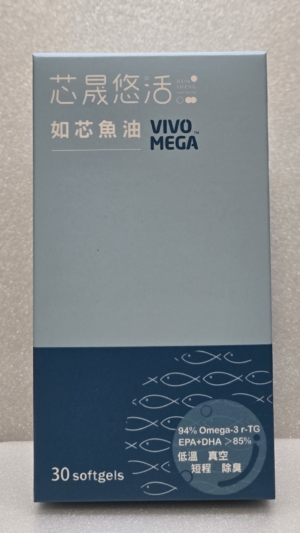 芯晟悠活
如芯魚油 VIVO™
MEGA
94% Omega-3 r-TG
EPA+DHA >85%
低溫 真空
短程 除臭
30 softgels